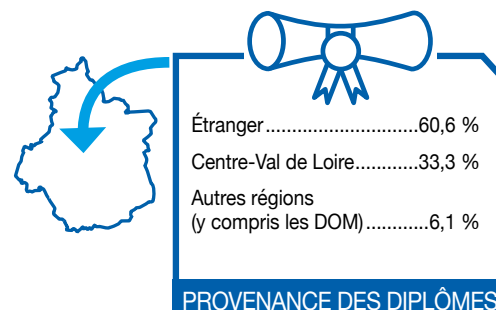 Étranger............................60,6 %
Centre-Val de Loire............33,3 %
Autres régions
(y compris les DOM)............6,1 %
PROVENANCE DES DIPLÔMES